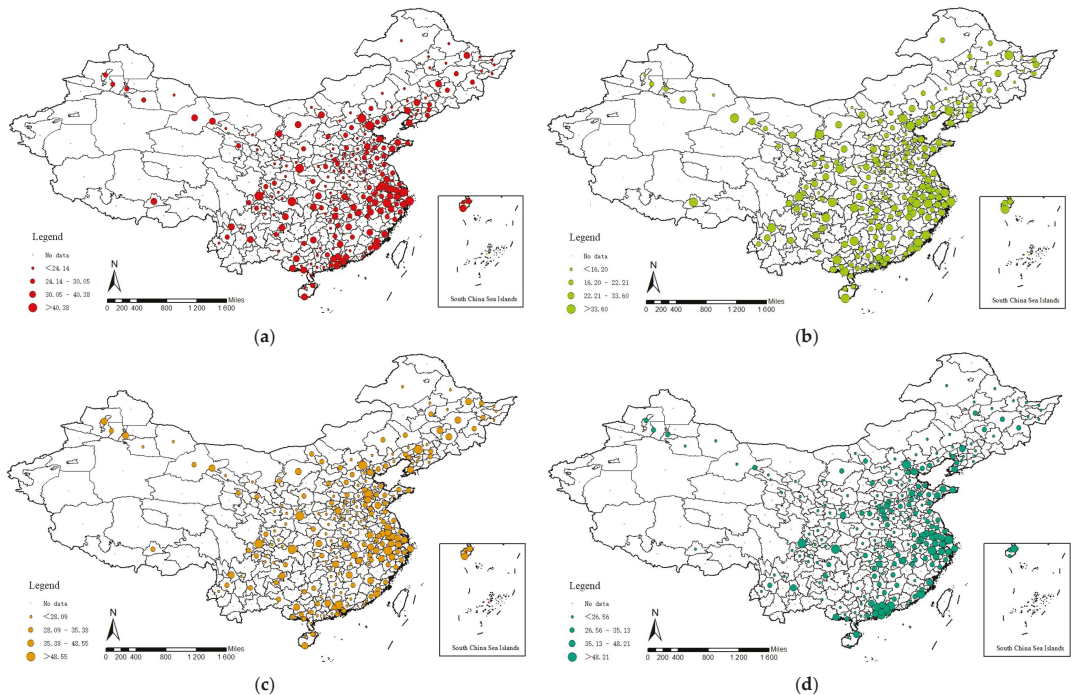 Legend
No data
<24.14
24.14 - 30.05
30.05 - 40.38
>40.38
N
0 200 400 800 1 200 1 600
Miles
South China Sea Islands
(a)
Legend
No data
<16.20
16.20 - 22.21
22.21 - 33.60
>33.60
N
0 200 400 800 1 200 1 600
Miles
South China Sea Islands
(b)
Legend
No data
<28.09
28.09 - 35.38
35.38 - 48.55
>48.55
N
0 200 400 800 1 200 1 600
Miles
South China Sea Islands
(c)
Legend
No data
<26.56
26.56 - 35.13
35.13 - 48.21
>48.21
N
0 200 400 800 1 200 1 600
Miles
South China Sea Islands
(d)